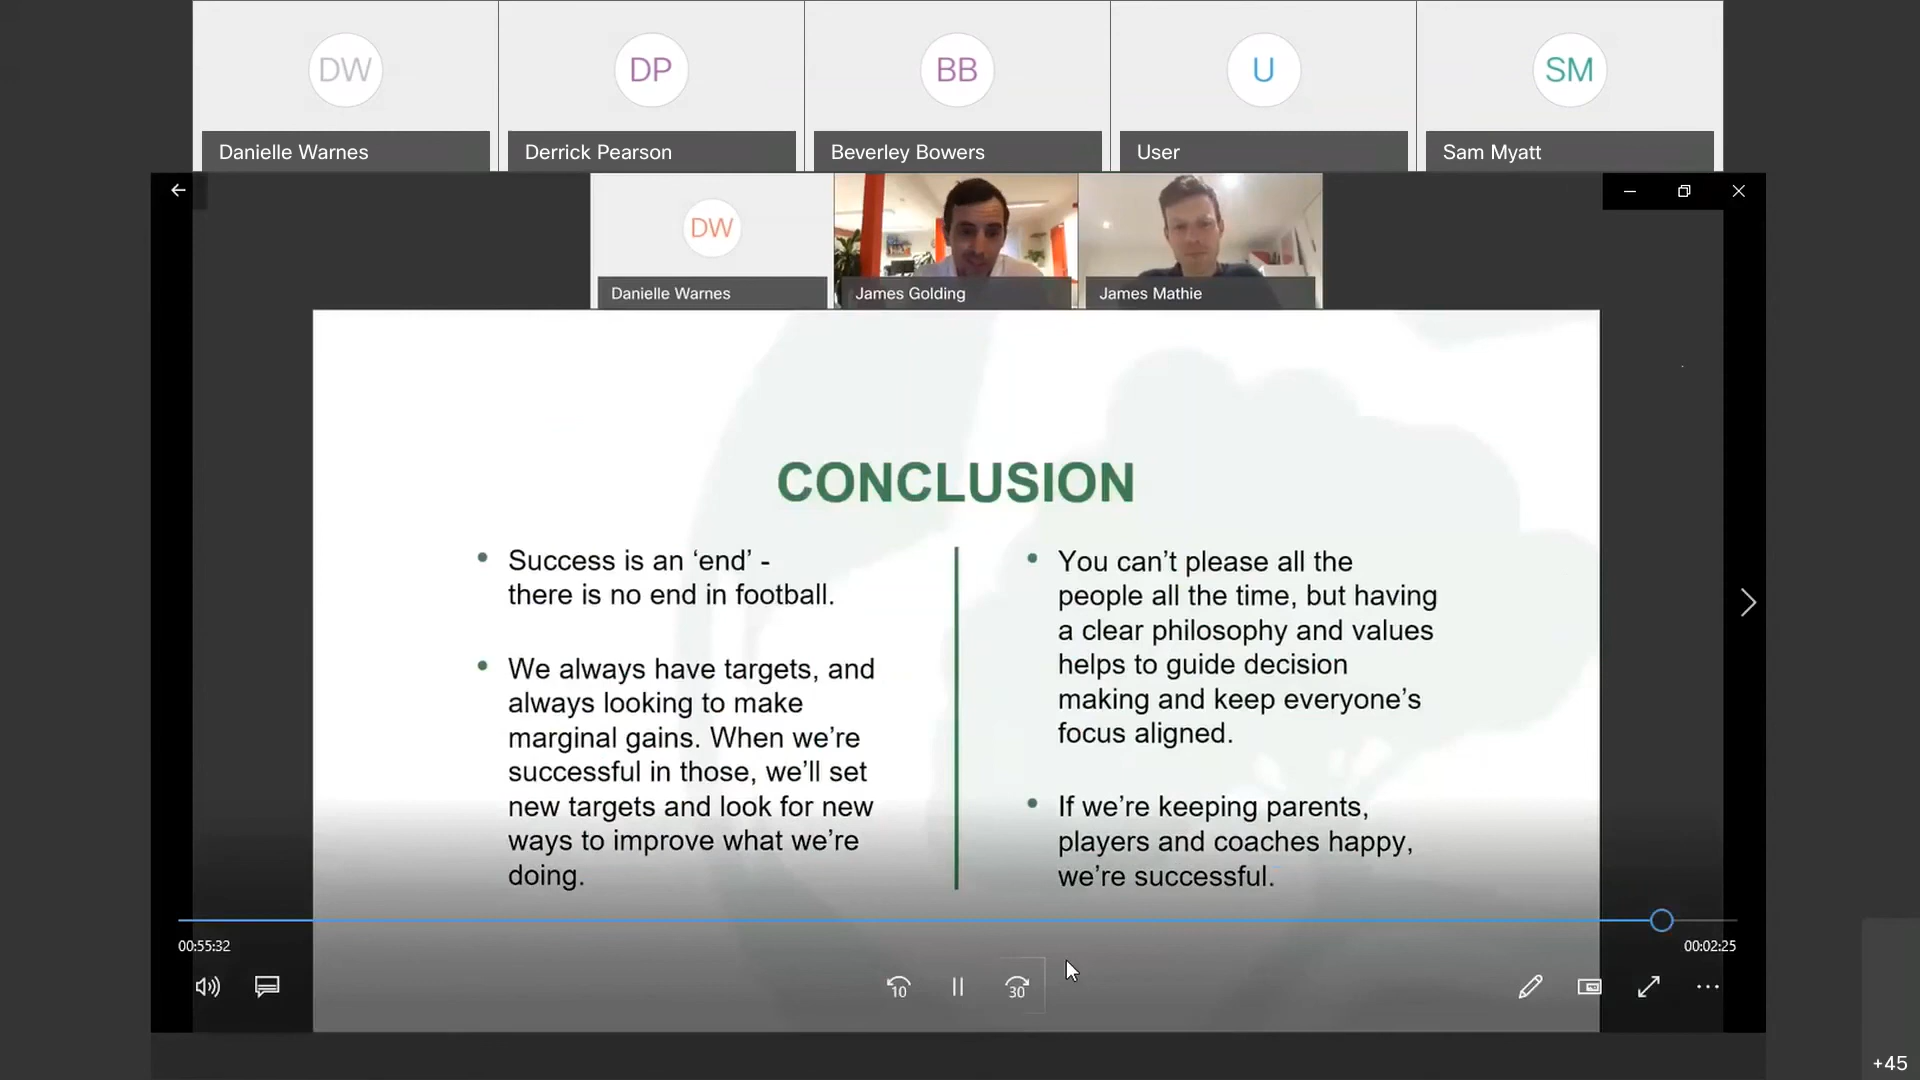 DW
DP
BB
U
SM
Danielle Warnes
Derrick Pearson
Beverley Bowers
User
Sam Myatt
DW
Danielle Warnes
James Golding
James Mathie
CONCLUSION
• Success is an ‘end’ -
there is no end in football.
• We always have targets, and
always looking to make
marginal gains. When we’re
successful in those, we’ll set
new targets and look for new
ways to improve what we’re
doing.
• You can’t please all the
people all the time, but having
a clear philosophy and values
helps to guide decision
making and keep everyone’s
focus aligned.
• If we’re keeping parents,
players and coaches happy,
we’re successful.
00:55:32
00:02:25
10
30
+45